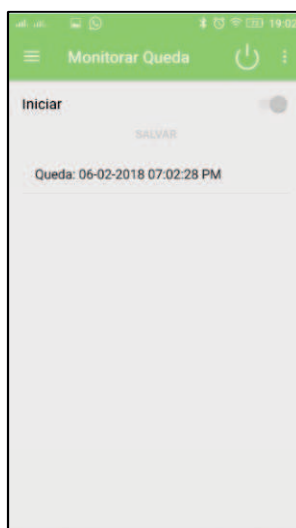 19:02
Monitorar Queda
Iniciar
SALVAR
Queda: 06-02-2018 07:02:28 PM